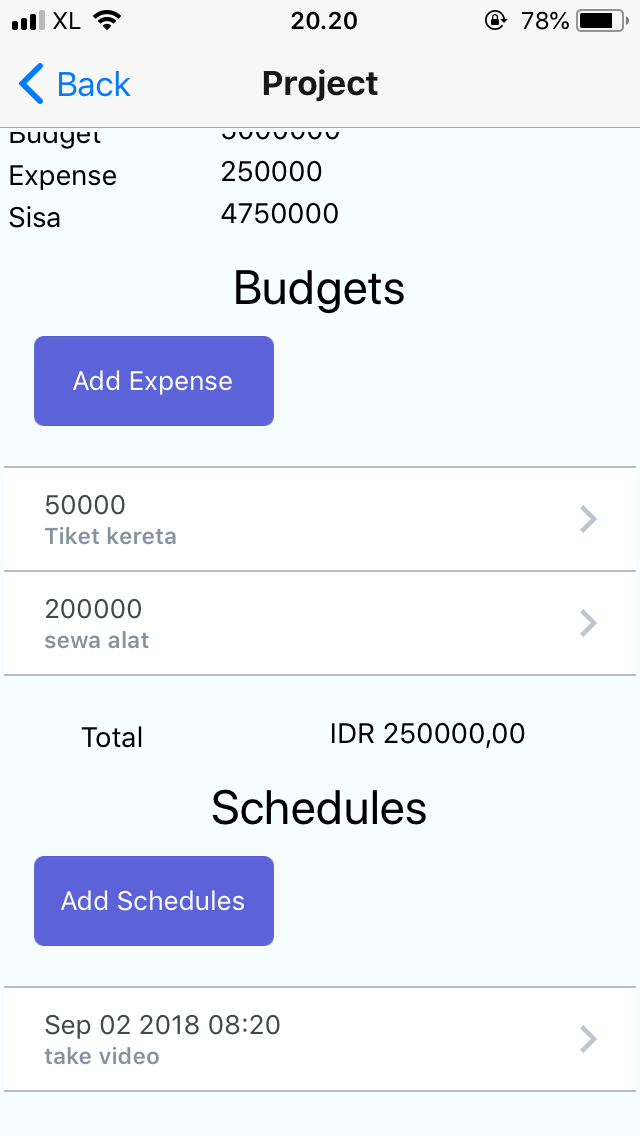 XL 20.20 78%
Back Project
Budget 5000000
Expense 250000
Sisa 4750000
Budgets
Add Expense
50000
Tiket kereta
200000
sewa alat
Total IDR 250000,00
Schedules
Add Schedules
Sep 02 2018 08:20
take video